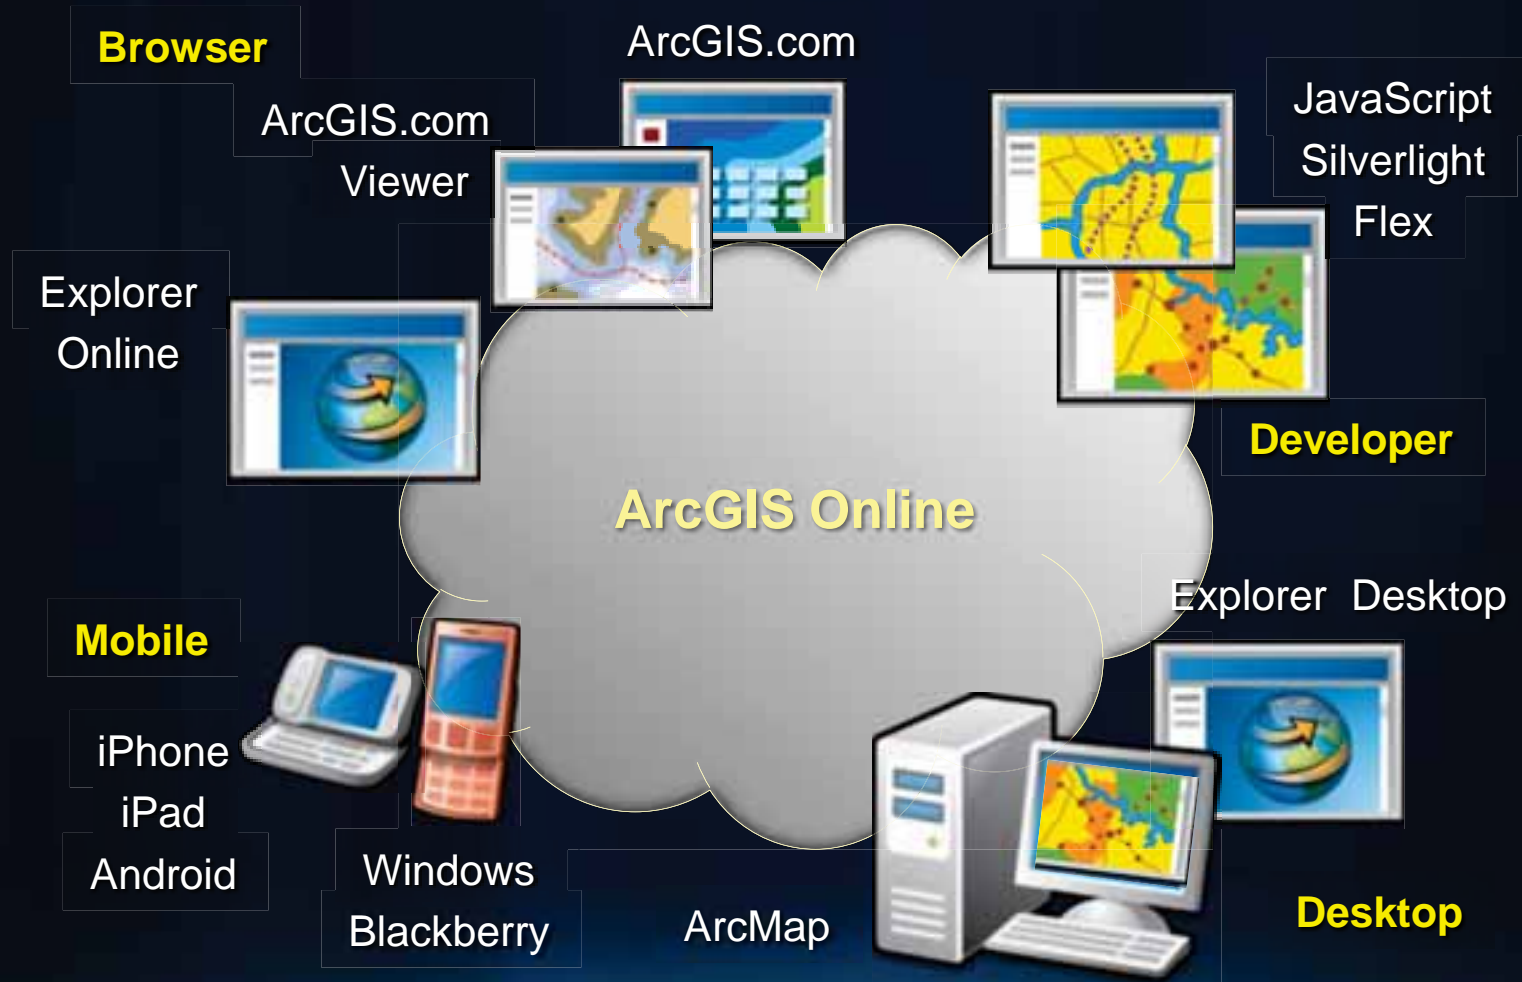 Browser
ArcGIS.com
ArcGIS.com
Viewer
JavaScript
Silverlight
Flex
Explorer
Online
Developer
ArcGIS Online
Explorer Desktop
Mobile
iPhone
iPad
Android
Windows
Blackberry
ArcMap
Desktop